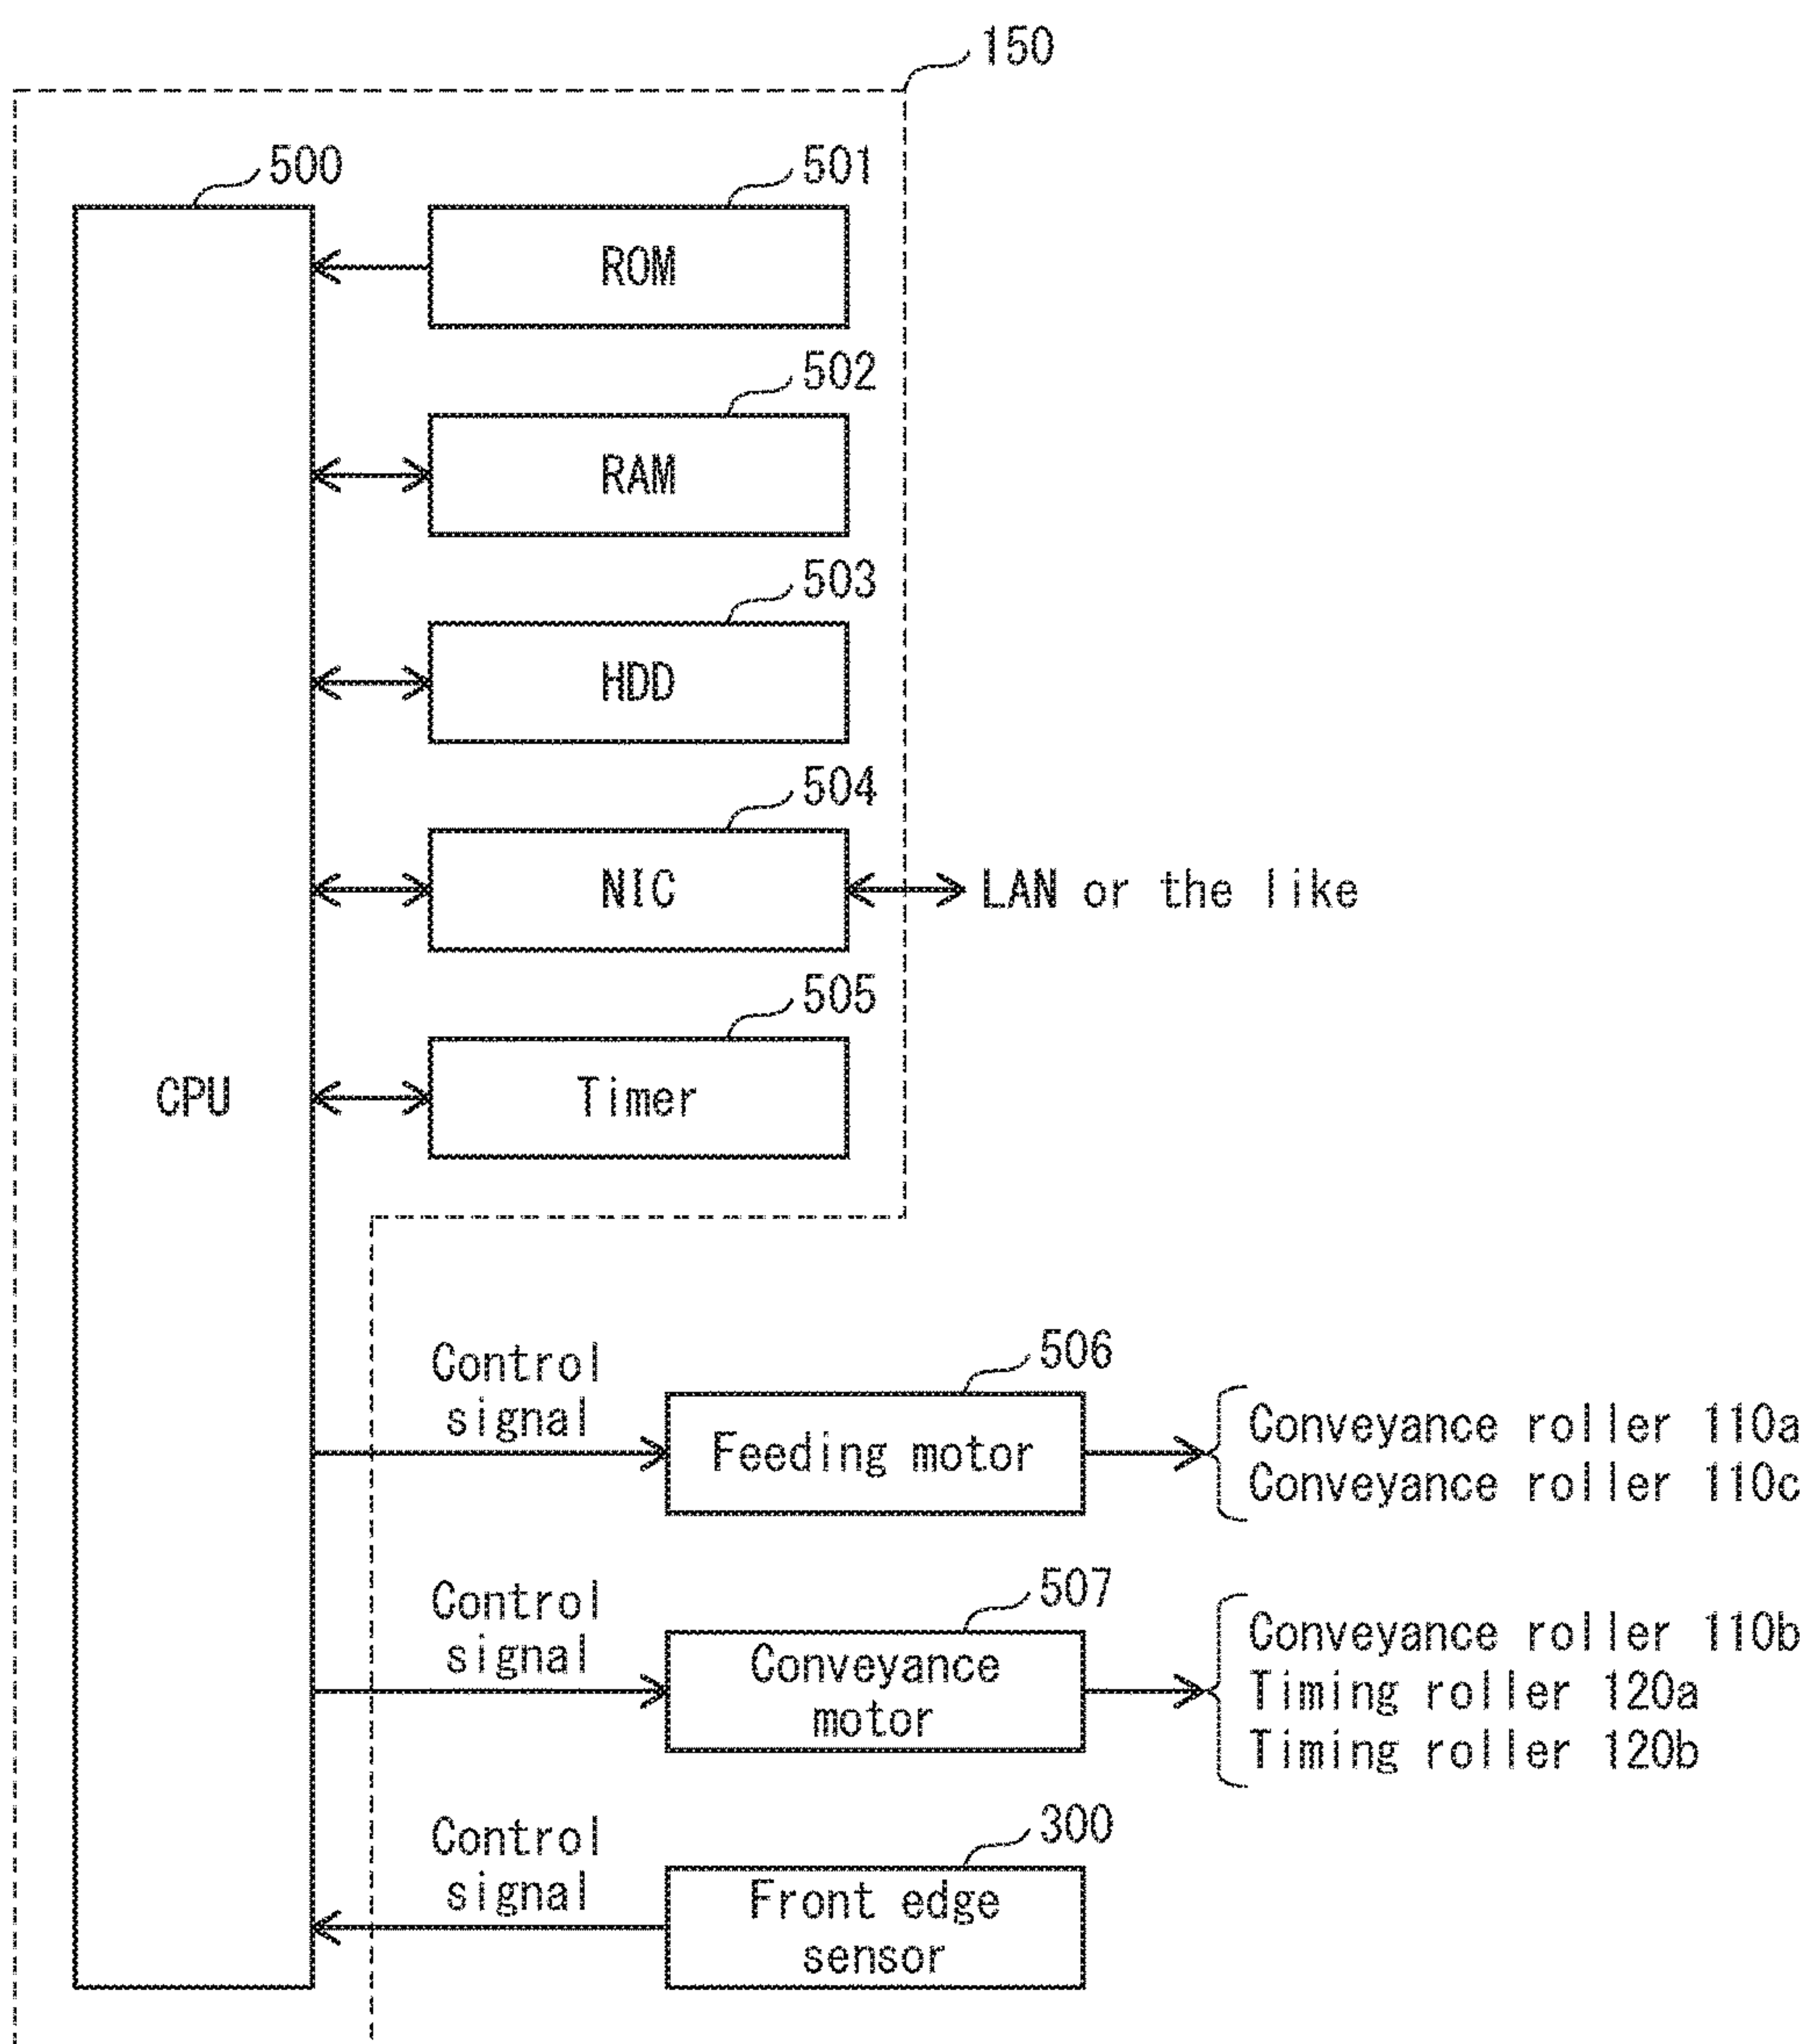 150
500
501
ROM
502
RAM
503
HDD
504
NIC
LAN or the like
505
Timer
CPU
506
Control
signal
Feeding motor
Conveyance roller 110a
Conveyance roller 110c
507
Control
signal
Conveyance
motor
Conveyance roller 110b
Timing roller 120a
Timing roller 120b
300
Control
signal
Front edge
sensor